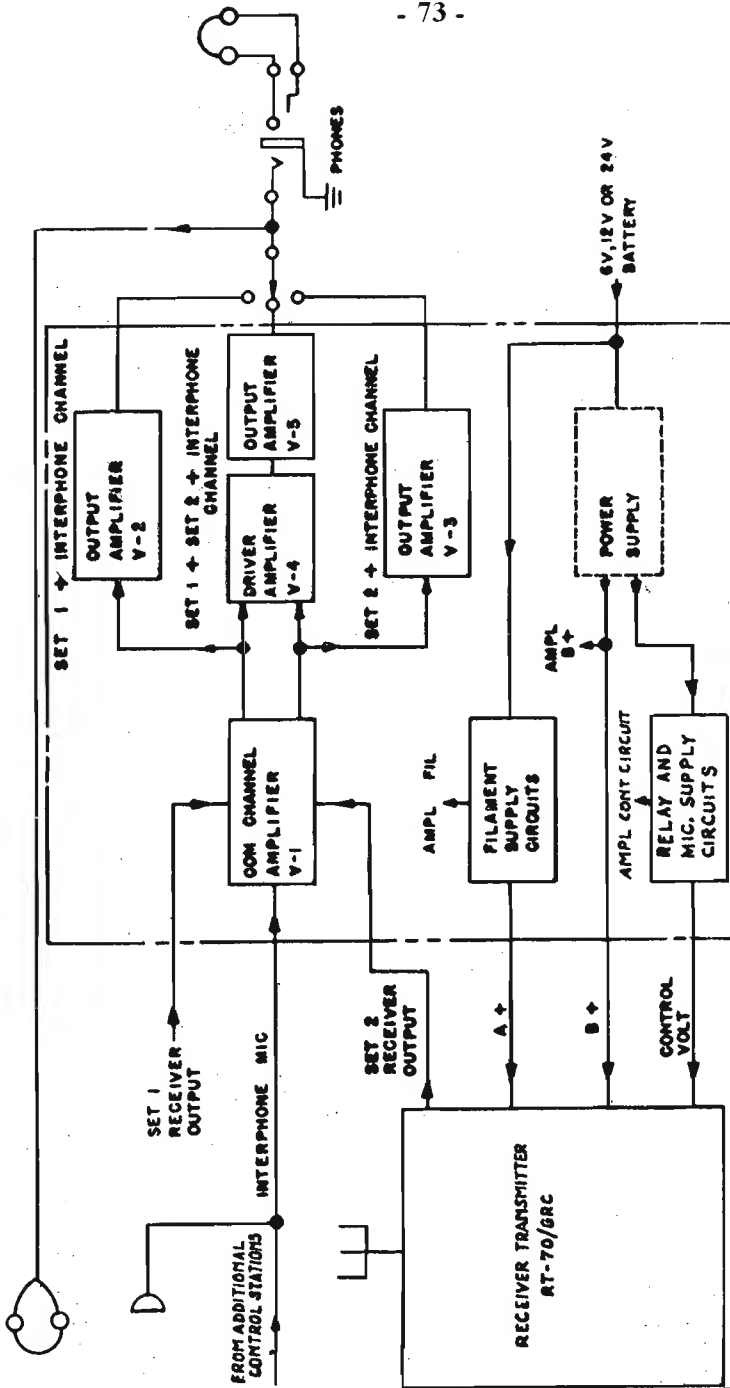 - 73 -
PHONES
SET 1 + INTERPHONE CHANNEL
OUTPUT
AMPLIFIER
V-2
SET 1 + SET 2 + INTERPHONE
CHANNEL
DRIVER
AMPLIFIER
V-4
OUTPUT
AMPLIFIER
V-5
SET 2 + INTERPHONE CHANNEL
OUTPUT
AMPLIFIER
V-3
COM CHANNEL
AMPLIFIER
V-1
SET 1
RECEIVER
OUTPUT
INTERPHONE MIC
FROM ADDITIONAL
CONTROL STATIONS
SET 2
RECEIVER
OUTPUT
6V, 12V OR 24V
BATTERY
POWER
SUPPLY
AMPL
B+
AMPL FIL
FILAMENT
SUPPLY
CIRCUITS
AMPL CONT CIRCUIT
RELAY AND
MIC. SUPPLY
CIRCUITS
A +
B +
CONTROL
VOLT
RECEIVER TRANSMITTER
RT-70/GRC